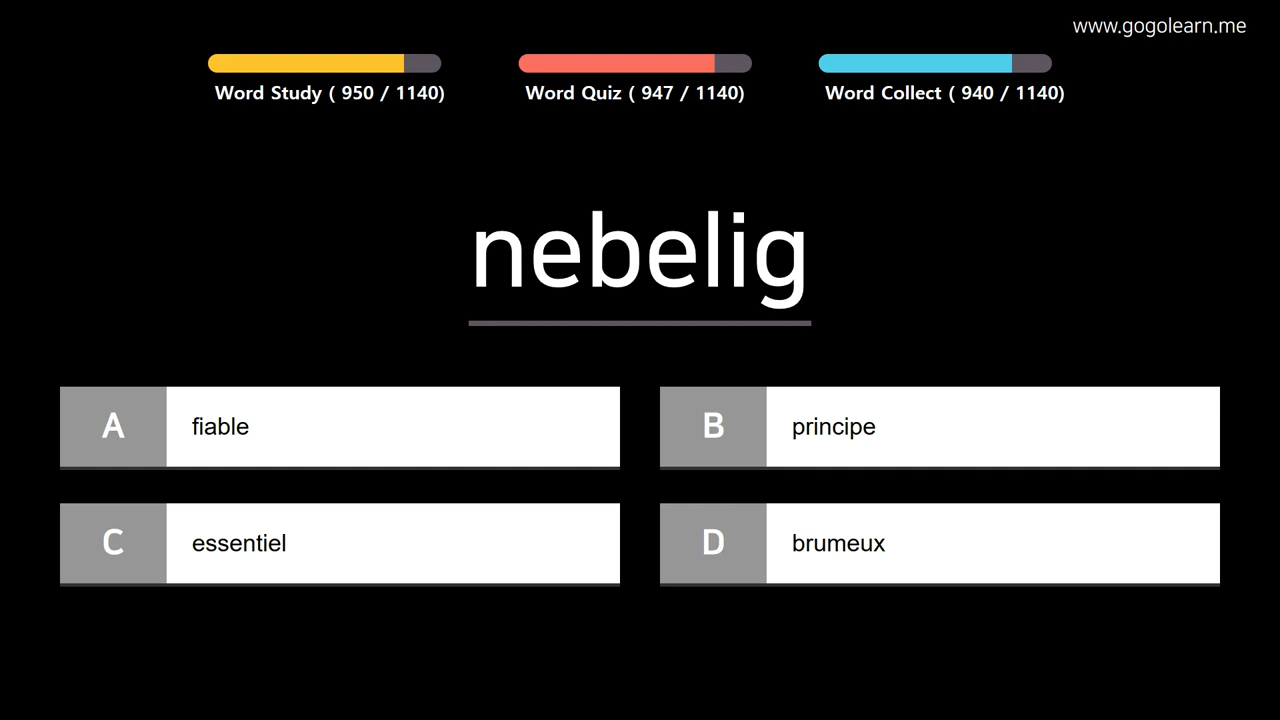 www.gogolearn.me
Word Study ( 950 / 1140)
Word Quiz ( 947 / 1140)
Word Collect ( 940 / 1140)
nebelig
A fiable
B principe
C essentiel
D brumeux